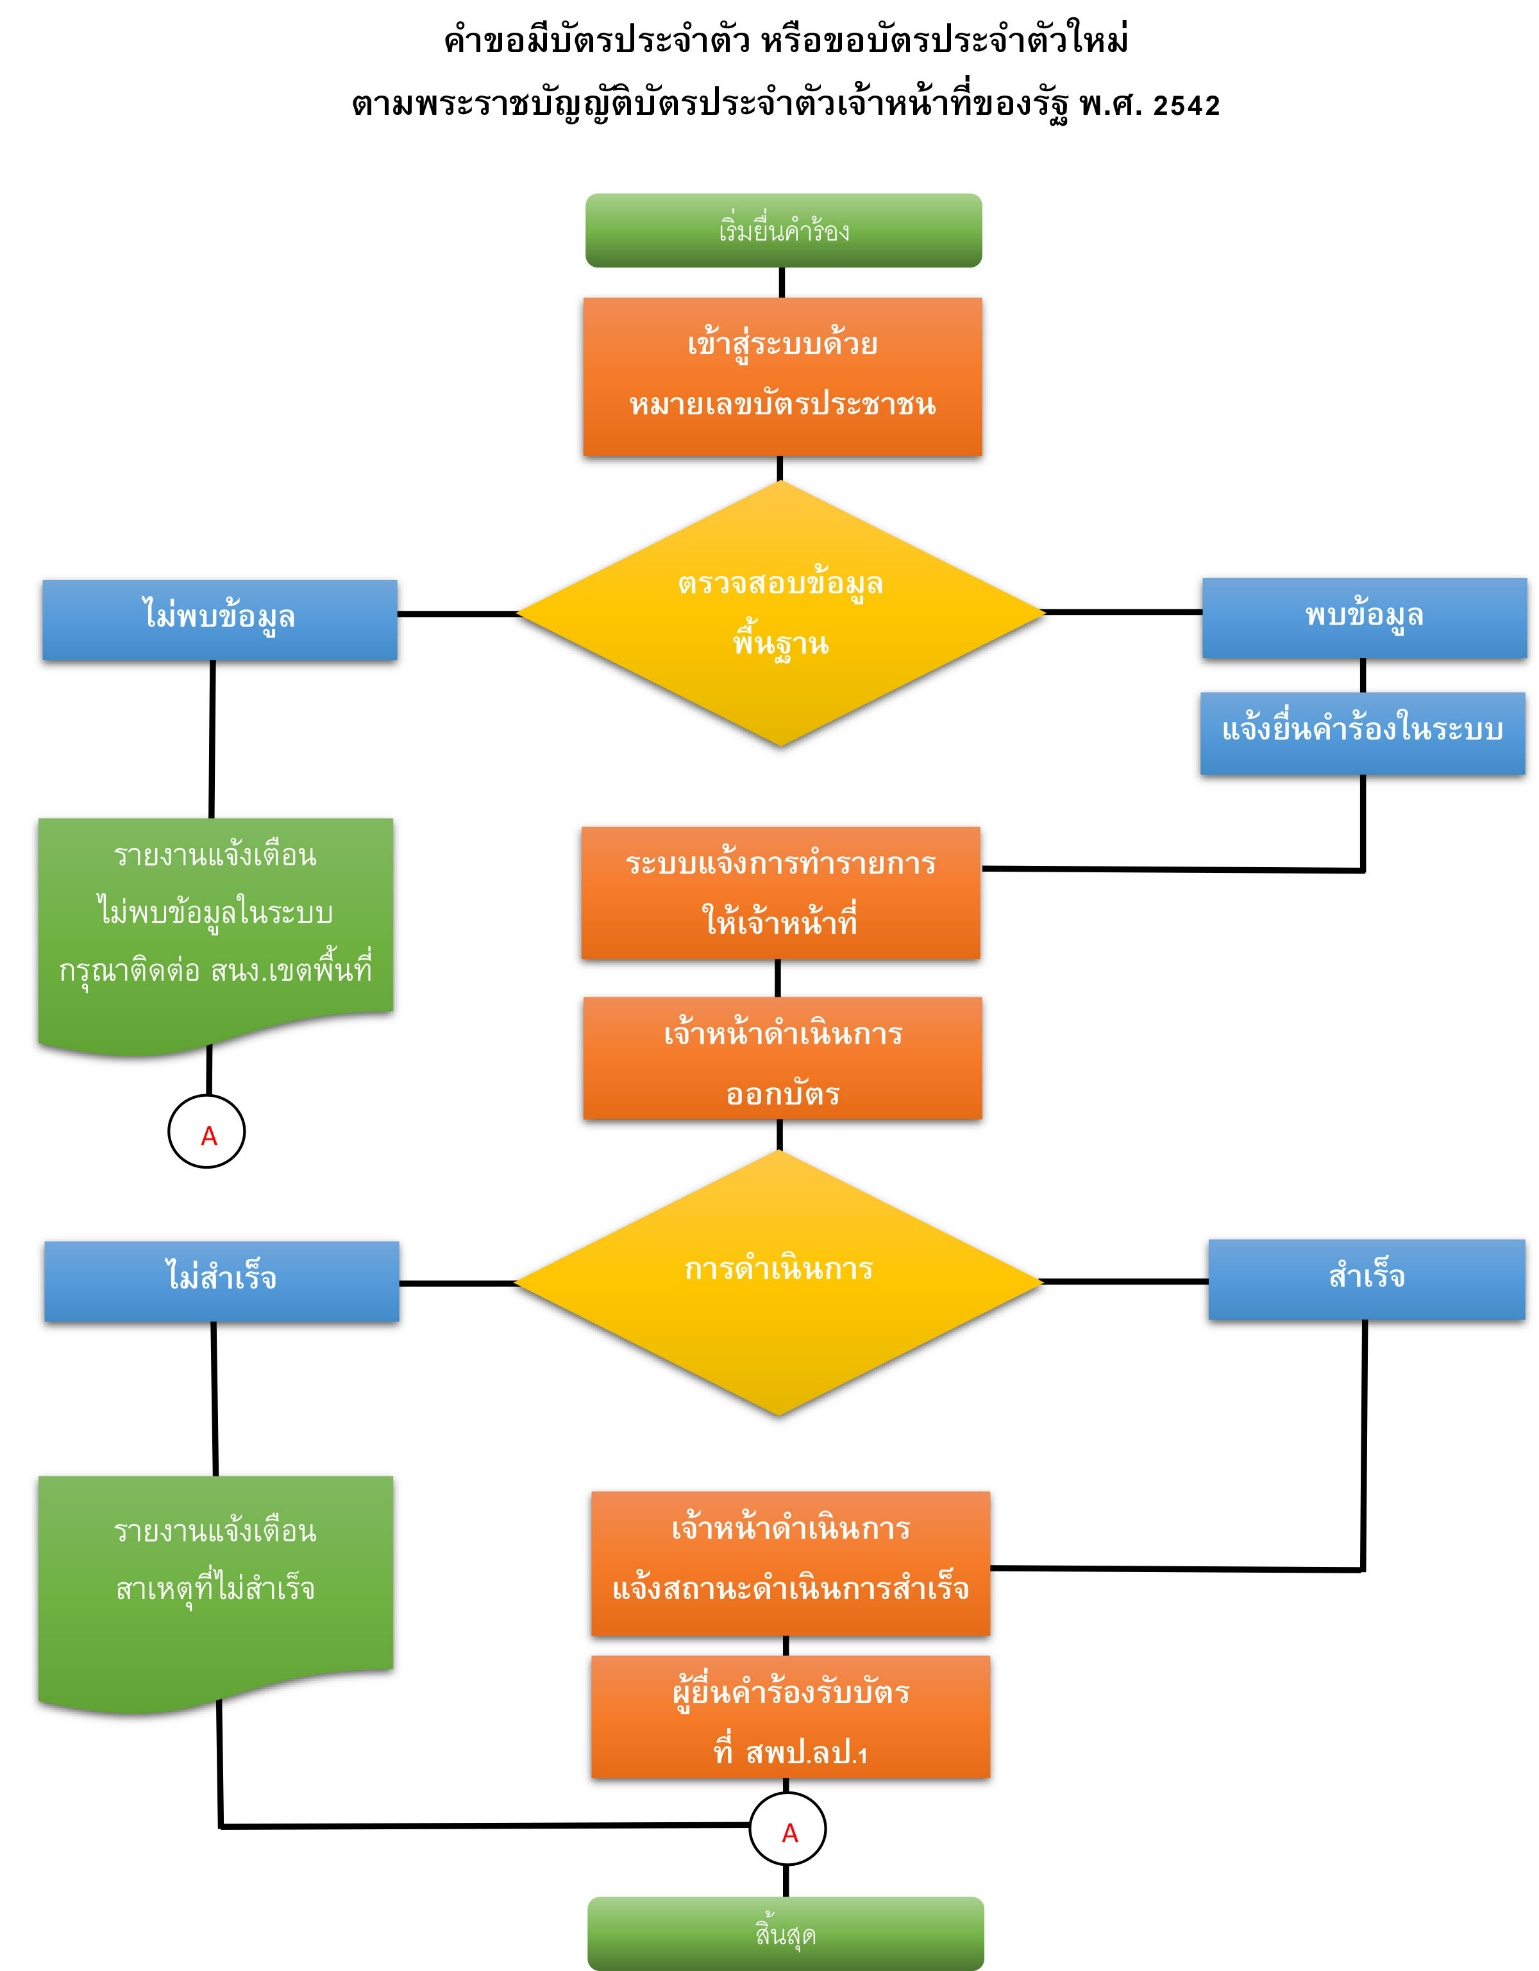 คำขอมีบัตรประจำตัว หรือขอบัตรประจำตัวใหม่
ตามพระราชบัญญัติบัตรประจำตัวเจ้าหน้าที่ของรัฐ พ.ศ. 2542
เริ่มยื่นคำร้อง
เข้าสู่ระบบด้วย
หมายเลขบัตรประชาชน
ตรวจสอบข้อมูล
พื้นฐาน
ไม่พบข้อมูล
พบข้อมูล
แจ้งยื่นคำร้องในระบบ
รายงานแจ้งเตือน
ไม่พบข้อมูลในระบบ
กรุณาติดต่อ สนง.เขตพื้นที่
A
ระบบแจ้งการทำรายการ
ให้เจ้าหน้าที่
เจ้าหน้าดำเนินการ
ออกบัตร
การดำเนินการ
ไม่สำเร็จ
สำเร็จ
รายงานแจ้งเตือน
สาเหตุที่ไม่สำเร็จ
เจ้าหน้าดำเนินการ
แจ้งสถานะดำเนินการสำเร็จ
ผู้ยื่นคำร้องรับบัตร
ที่ สพป.ลป.1
A
สิ้นสุด